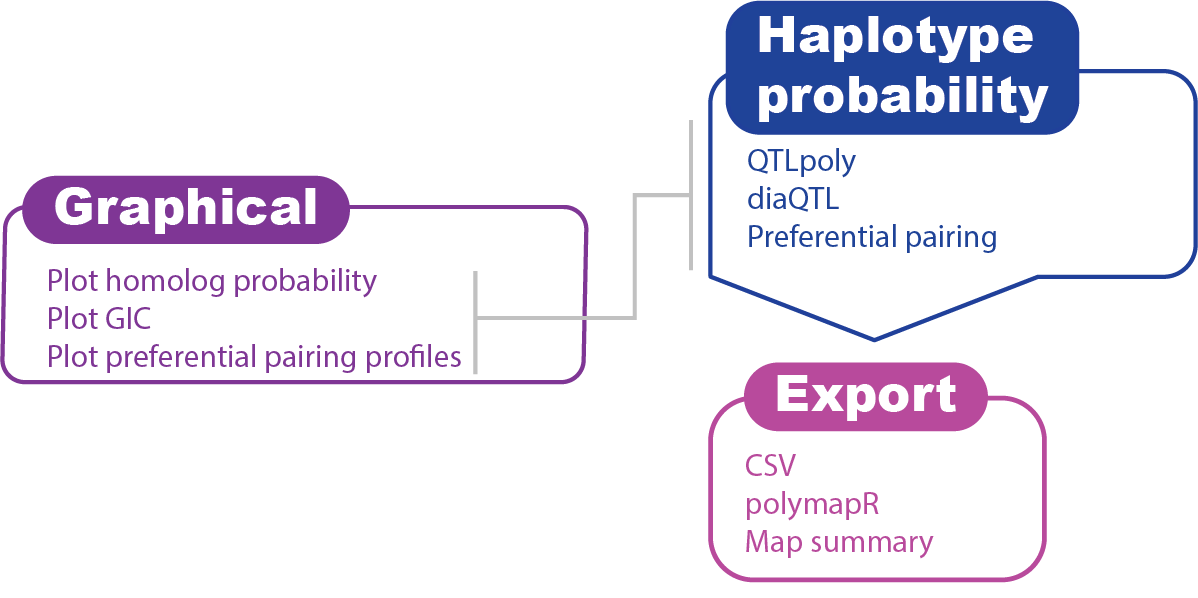 Haplotype
probability
QTLpoly
diaQTL
Preferential pairing
Graphical
Plot homolog probability
Plot GIC
Plot preferential pairing profiles
Export
CSV
polymapR
Map summary